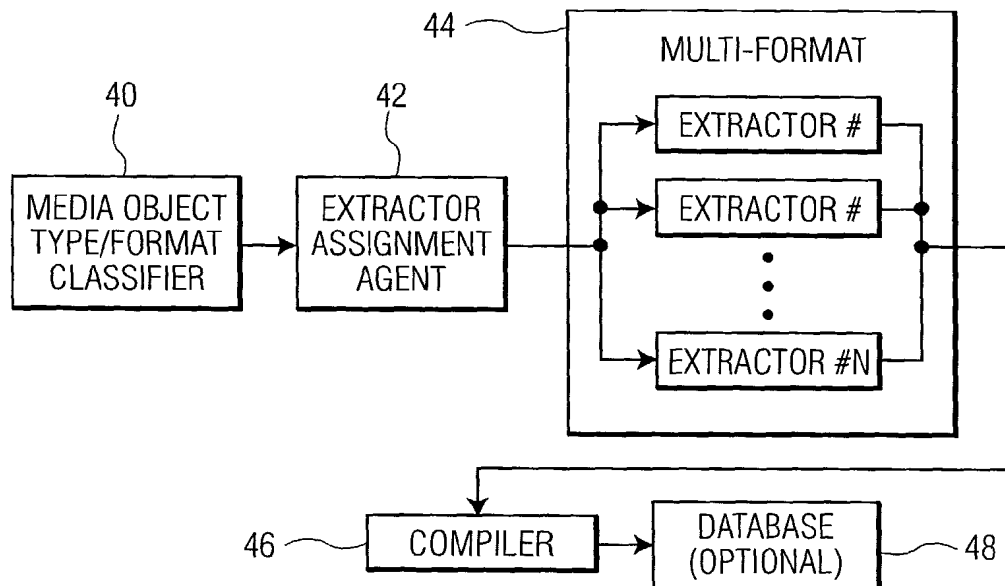 44
MULTI-FORMAT
40
42
EXTRACTOR #
MEDIA OBJECT
TYPE/FORMAT
CLASSIFIER
EXTRACTOR
ASSIGNMENT
AGENT
EXTRACTOR #
EXTRACTOR #N
46
COMPILER
DATABASE
(OPTIONAL)
48